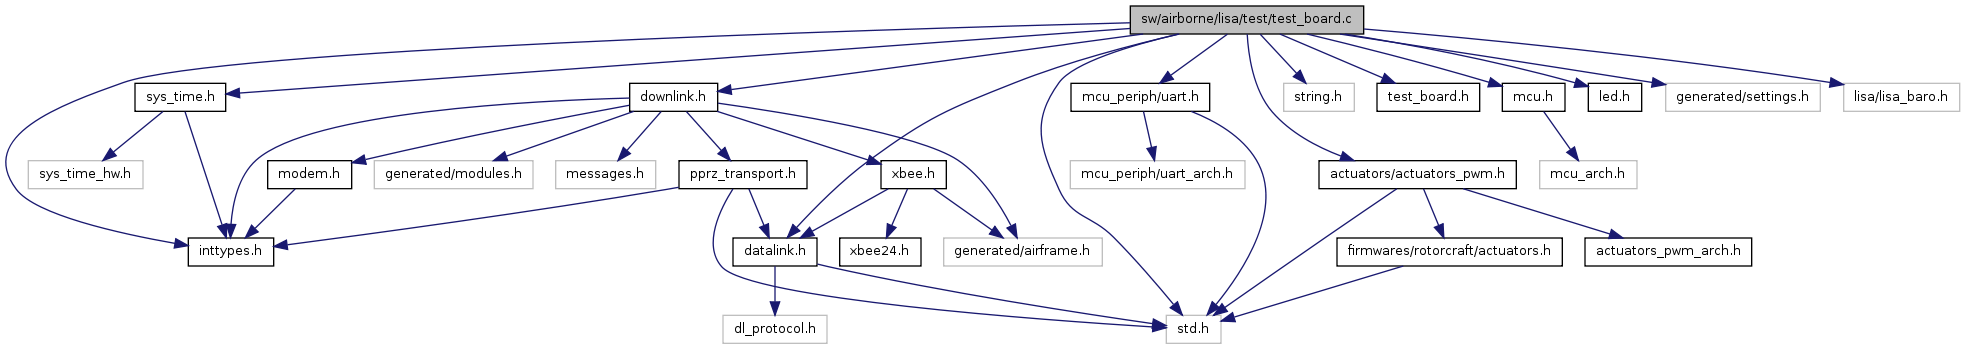 sw/airborne/lisa/test/test_board.c
sys_time.h
downlink.h
mcu_periph/uart.h
string.h
test_board.h
mcu.h
led.h
generated/settings.h
lisa/lisa_baro.h
sys_time_hw.h
modem.h
generated/modules.h
messages.h
pprz_transport.h
xbee.h
mcu_periph/uart_arch.h
actuators/actuators_pwm.h
mcu_arch.h
inttypes.h
datalink.h
xbee24.h
generated/airframe.h
firmwares/rotorcraft/actuators.h
actuators_pwm_arch.h
dl_protocol.h
std.h